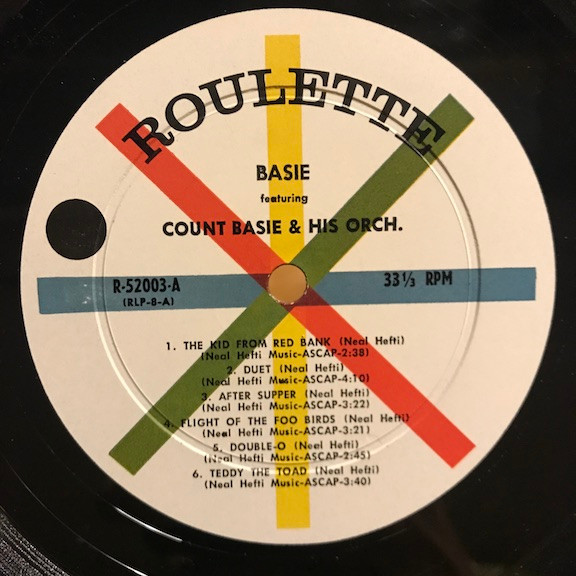 ROULETTE
BASIE
featuring
COUNT BASIE & HIS ORCH.
R-52003-A 33⅓ RPM
(RLP-8-A)
1. THE KID FROM RED BANK (Neal Hefti)
(Neal Hefti Music-ASCAP-2:38)
2. DUET (Neal Hefti)
(Neal Hefti Music-ASCAP-4:10)
3. AFTER SUPPER (Neal Hefti)
(Neal Hefti Music-ASCAP-3:22)
4. FLIGHT OF THE FOO BIRDS (Neal Hefti)
(Neal Hefti Music-ASCAP-3:21)
5. DOUBLE-O (Neal Hefti)
(Neal Hefti Music-ASCAP-2:45)
6. TEDDY THE TOAD (Neal Hefti)
(Neal Hefti Music-ASCAP-3:40)